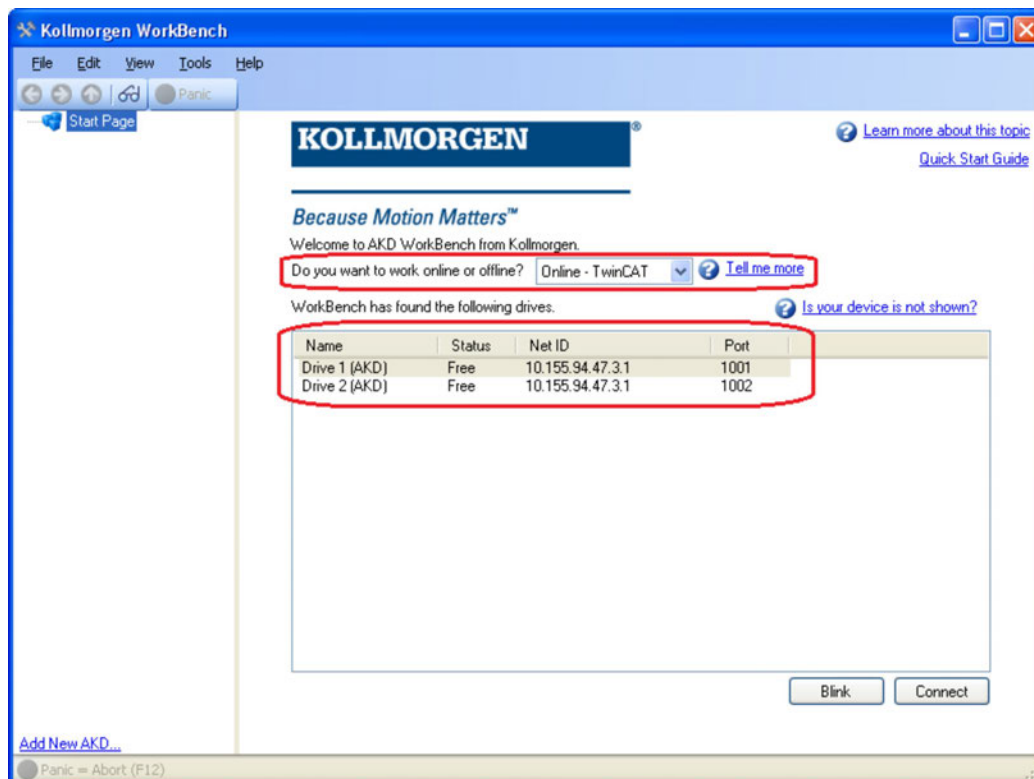 Kollmorgen WorkBench
File Edit View Tools Help
Panic
Start Page
KOLLMORGEN®
Learn more about this topic
Quick Start Guide
Because Motion Matters™
Welcome to AKD WorkBench from Kollmorgen.
Do you want to work online or offline? Online - TwinCAT Tell me more
WorkBench has found the following drives. Is your device is not shown?
Name Status Net ID Port
Drive 1 (AKD) Free 10.155.94.47.3.1 1001
Drive 2 (AKD) Free 10.155.94.47.3.1 1002
Blink Connect
Add New AKD...
Panic = Abort (F12)